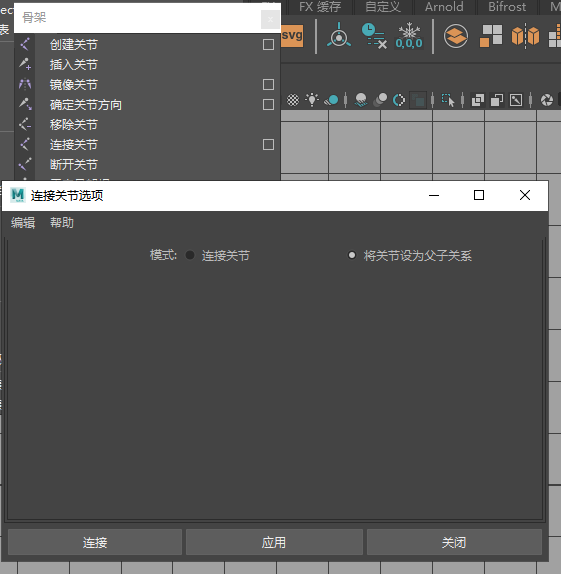 FX 缓存 自定义 Arnold Bifrost
表
骨架
svg
0,0,0
创建关节
插入关节
镜像关节
确定关节方向
移除关节
连接关节
断开关节
M
连接关节选项
编辑 帮助
模式: 连接关节 将关节设为父子关系
连接 应用 关闭